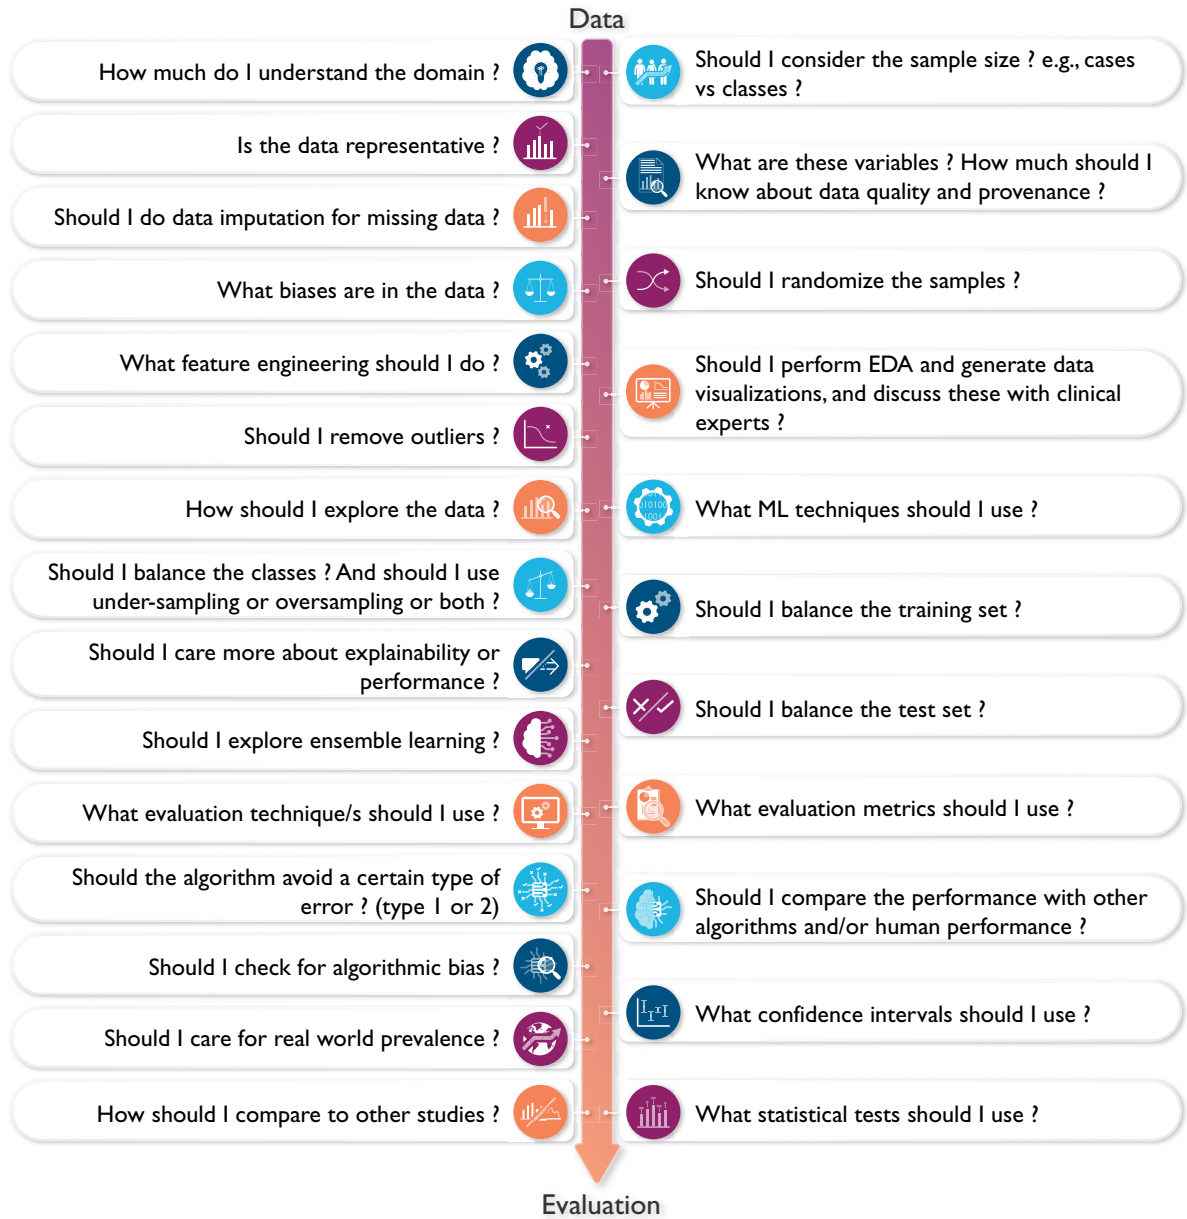 Data
How much do I understand the domain ?
Is the data representative ?
Should I do data imputation for missing data ?
What biases are in the data ?
What feature engineering should I do ?
Should I remove outliers ?
How should I explore the data ?
Should I balance the classes ? And should I use
under-sampling or oversampling or both ?
Should I care more about explainability or
performance ?
Should I explore ensemble learning ?
What evaluation technique/s should I use ?
Should the algorithm avoid a certain type of
error ? (type 1 or 2)
Should I check for algorithmic bias ?
Should I care for real world prevalence ?
How should I compare to other studies ?
Should I consider the sample size ? e.g., cases
vs classes ?
What are these variables ? How much should I
know about data quality and provenance ?
Should I randomize the samples ?
Should I perform EDA and generate data
visualizations, and discuss these with clinical
experts ?
What ML techniques should I use ?
Should I balance the training set ?
Should I balance the test set ?
What evaluation metrics should I use ?
Should I compare the performance with other
algorithms and/or human performance ?
What confidence intervals should I use ?
What statistical tests should I use ?
Evaluation